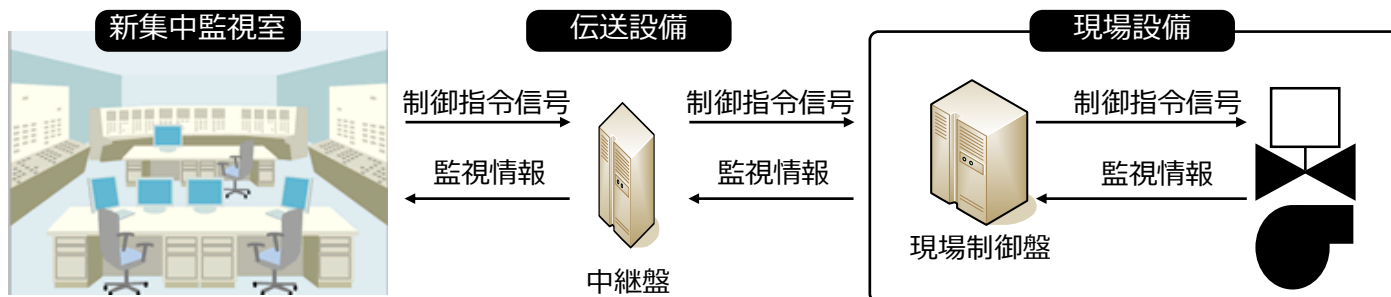 新集中監視室
伝送設備
現場設備
制御指令信号
制御指令信号
制御指令信号
監視情報
監視情報
監視情報
現場制御盤
中継盤